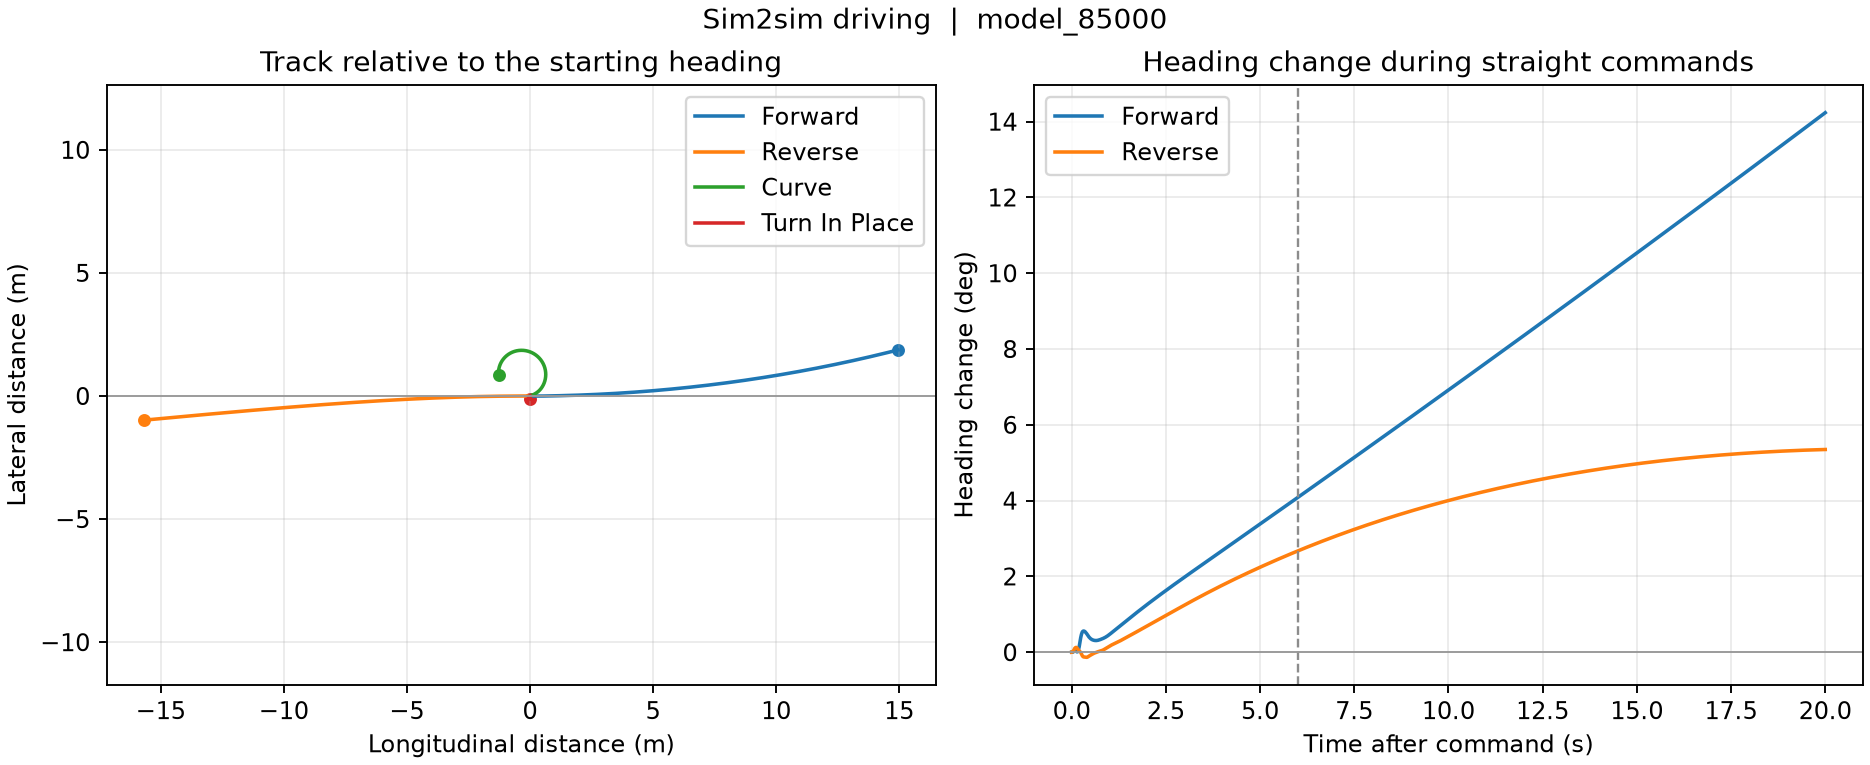 Sim2sim driving | model_85000
Track relative to the starting heading
Forward
Reverse
Curve
Turn In Place
10
5
0
−5
−10
Lateral distance (m)
−15
−10
−5
0
5
10
15
Longitudinal distance (m)
Heading change during straight commands
Forward
Reverse
14
12
10
8
6
4
2
0
Heading change (deg)
0.0
2.5
5.0
7.5
10.0
12.5
15.0
17.5
20.0
Time after command (s)